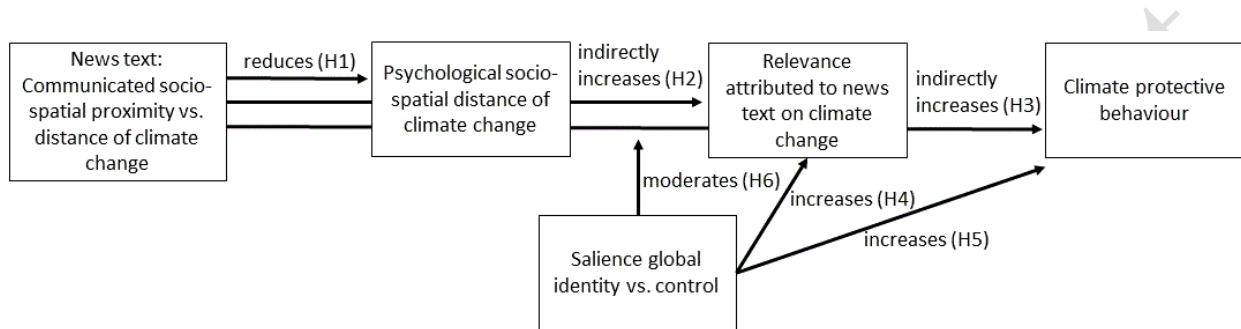 News text:
Communicated socio-
spatial proximity vs.
distance of climate
change
reduces (H1)
Psychological socio-
spatial distance of
climate change
indirectly
increases (H2)
Relevance
attributed to news
text on climate
change
indirectly
increases (H3)
Climate protective
behaviour
moderates (H6)
increases (H4)
increases (H5)
Salience global
identity vs. control